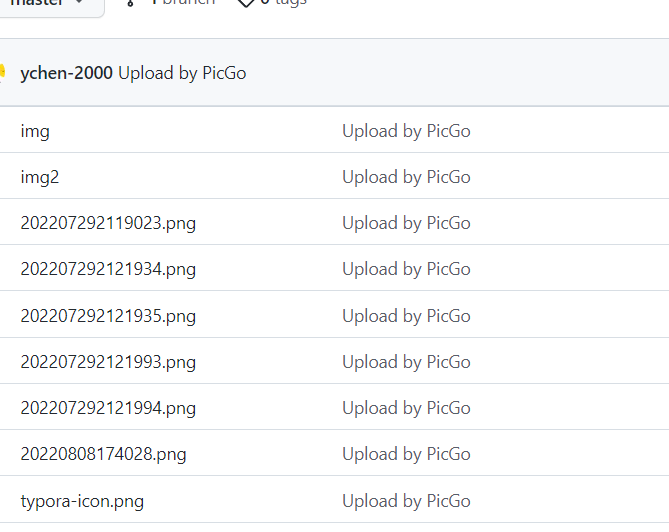 master 1 branch 0 tags
ychen-2000 Upload by PicGo
img Upload by PicGo
img2 Upload by PicGo
202207292119023.png Upload by PicGo
202207292121934.png Upload by PicGo
202207292121935.png Upload by PicGo
202207292121993.png Upload by PicGo
202207292121994.png Upload by PicGo
20220808174028.png Upload by PicGo
typora-icon.png Upload by PicGo